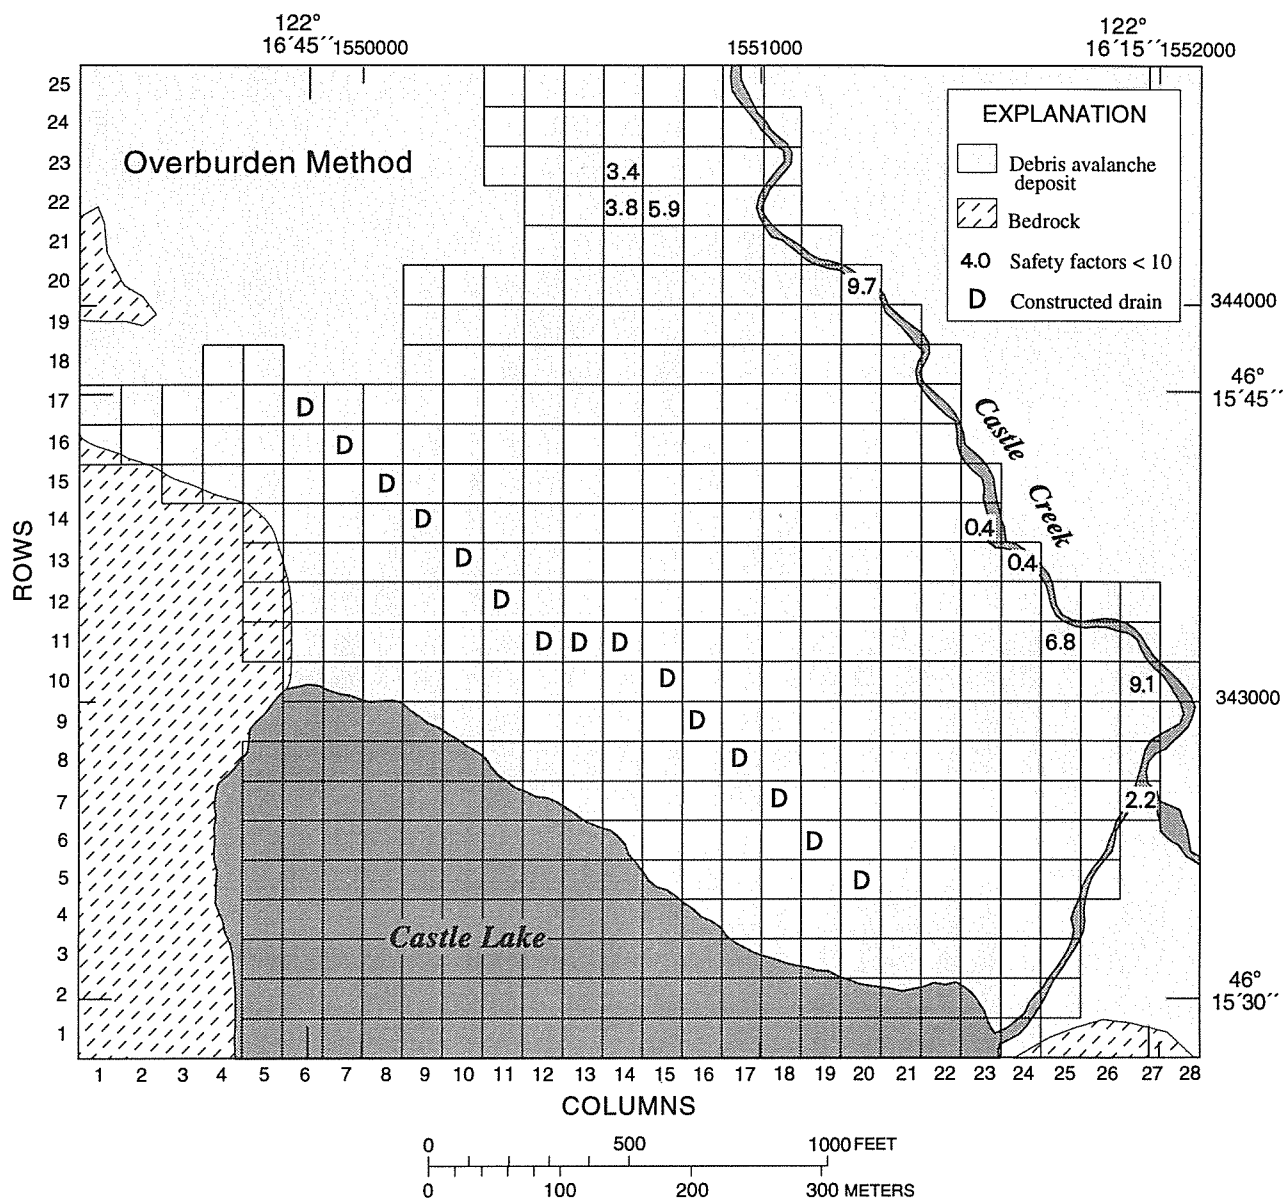 122° 122°
16´45´´ 1550000 1551000 16´15´´ 1552000
Overburden Method
EXPLANATION
Debris avalanche
deposit
Bedrock
4.0 Safety factors < 10
D Constructed drain
25
24
23 3.4
22 3.8 5.9
21
20 9.7
19 344000
18
17 D 46°
15´45´´
16 D
15 D
14 D 0.4
13 D 0.4
12 D
11 D D D 6.8
10 D 9.1
9 D 343000
8 D
7 D 2.2
6 D
5 D
4
3
2 46°
15´30´´
1
Castle
Creek
Castle Lake
ROWS
1 2 3 4 5 6 7 8 9 10 11 12 13 14 15 16 17 18 19 20 21 22 23 24 25 26 27 28
COLUMNS
0 500 1000 FEET
0 100 200 300 METERS